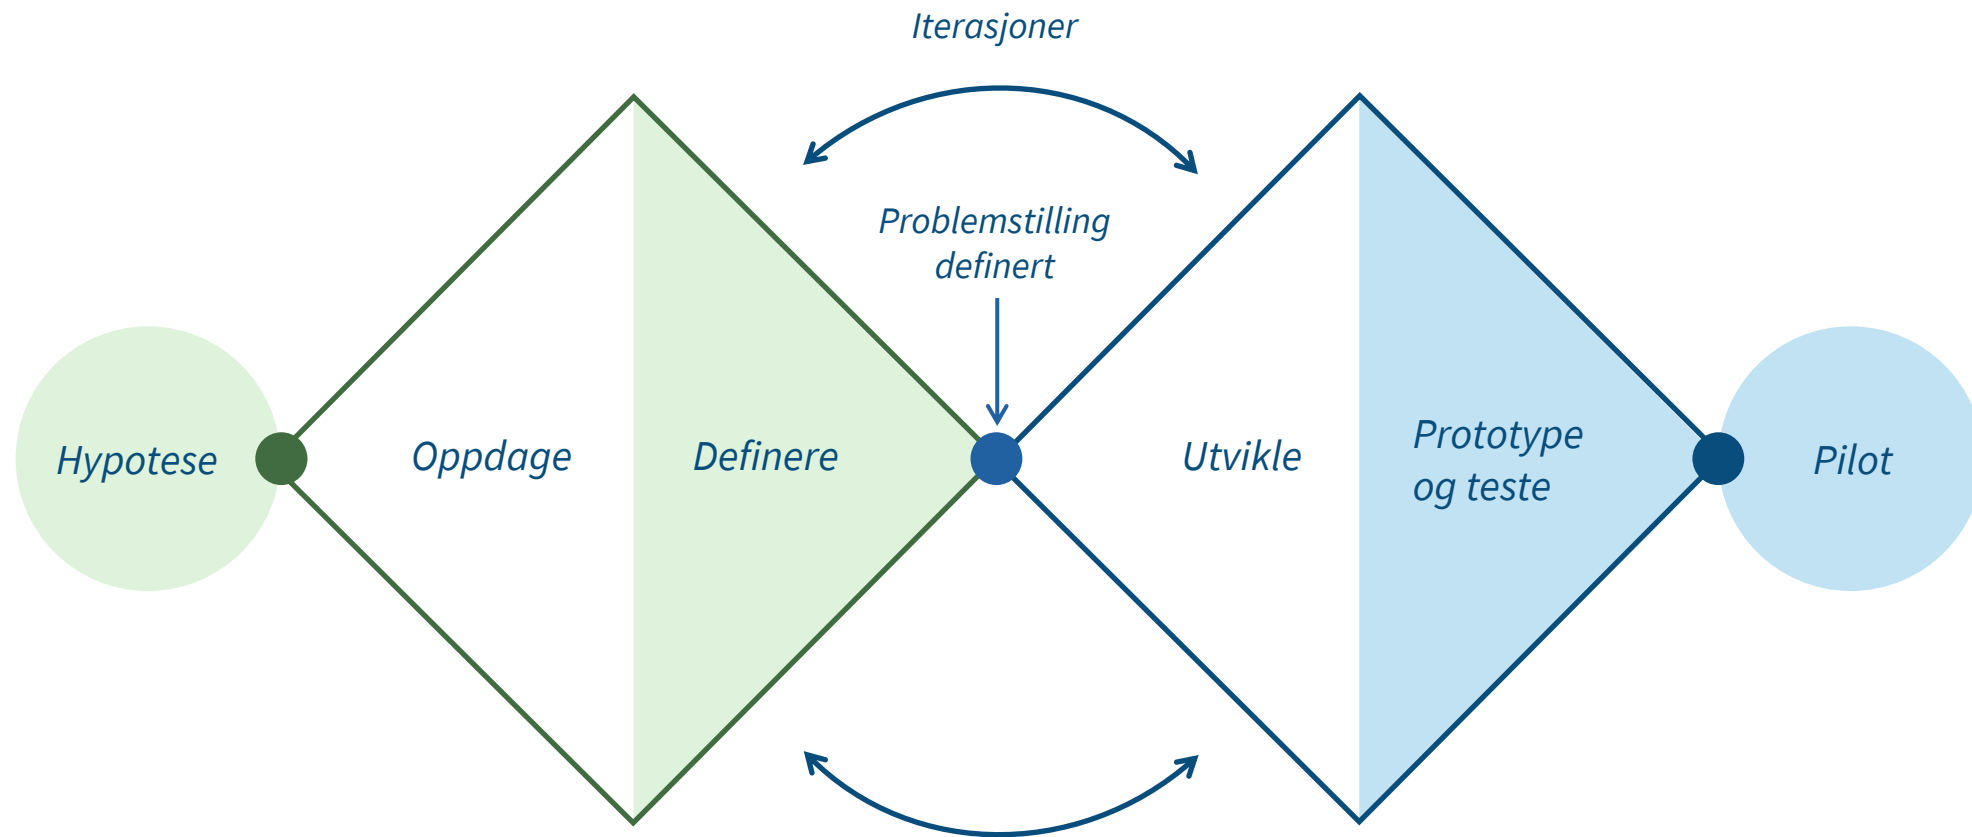 Iterasjoner
Problemstilling
definert
Hypotese
Oppdage
Definere
Utvikle
Prototype
og teste
Pilot